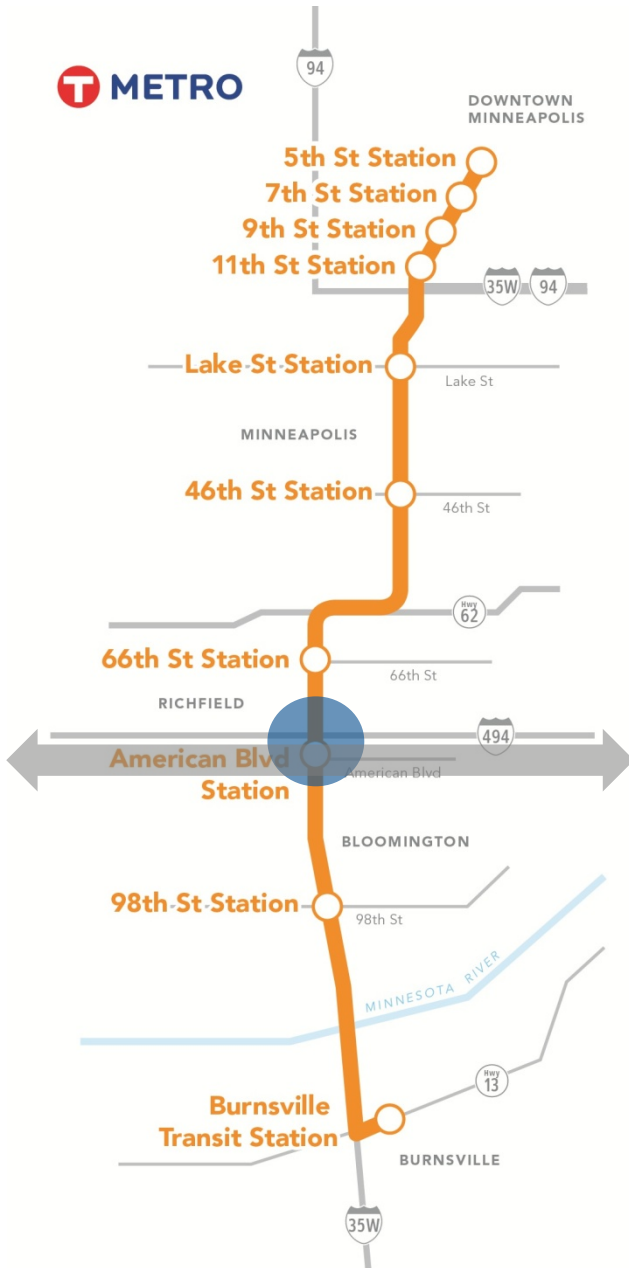 94
T METRO
DOWNTOWN
MINNEAPOLIS
5th St Station
7th St Station
9th St Station
11th St Station
35W 94
Lake St Station
Lake St
MINNEAPOLIS
46th St Station
46th St
Hwy
62
66th St Station
66th St
RICHFIELD
494
American Blvd
Station
American Blvd
BLOOMINGTON
98th St Station
98th St
MINNESOTA RIVER
Hwy
13
Burnsville
Transit Station
BURNSVILLE
35W